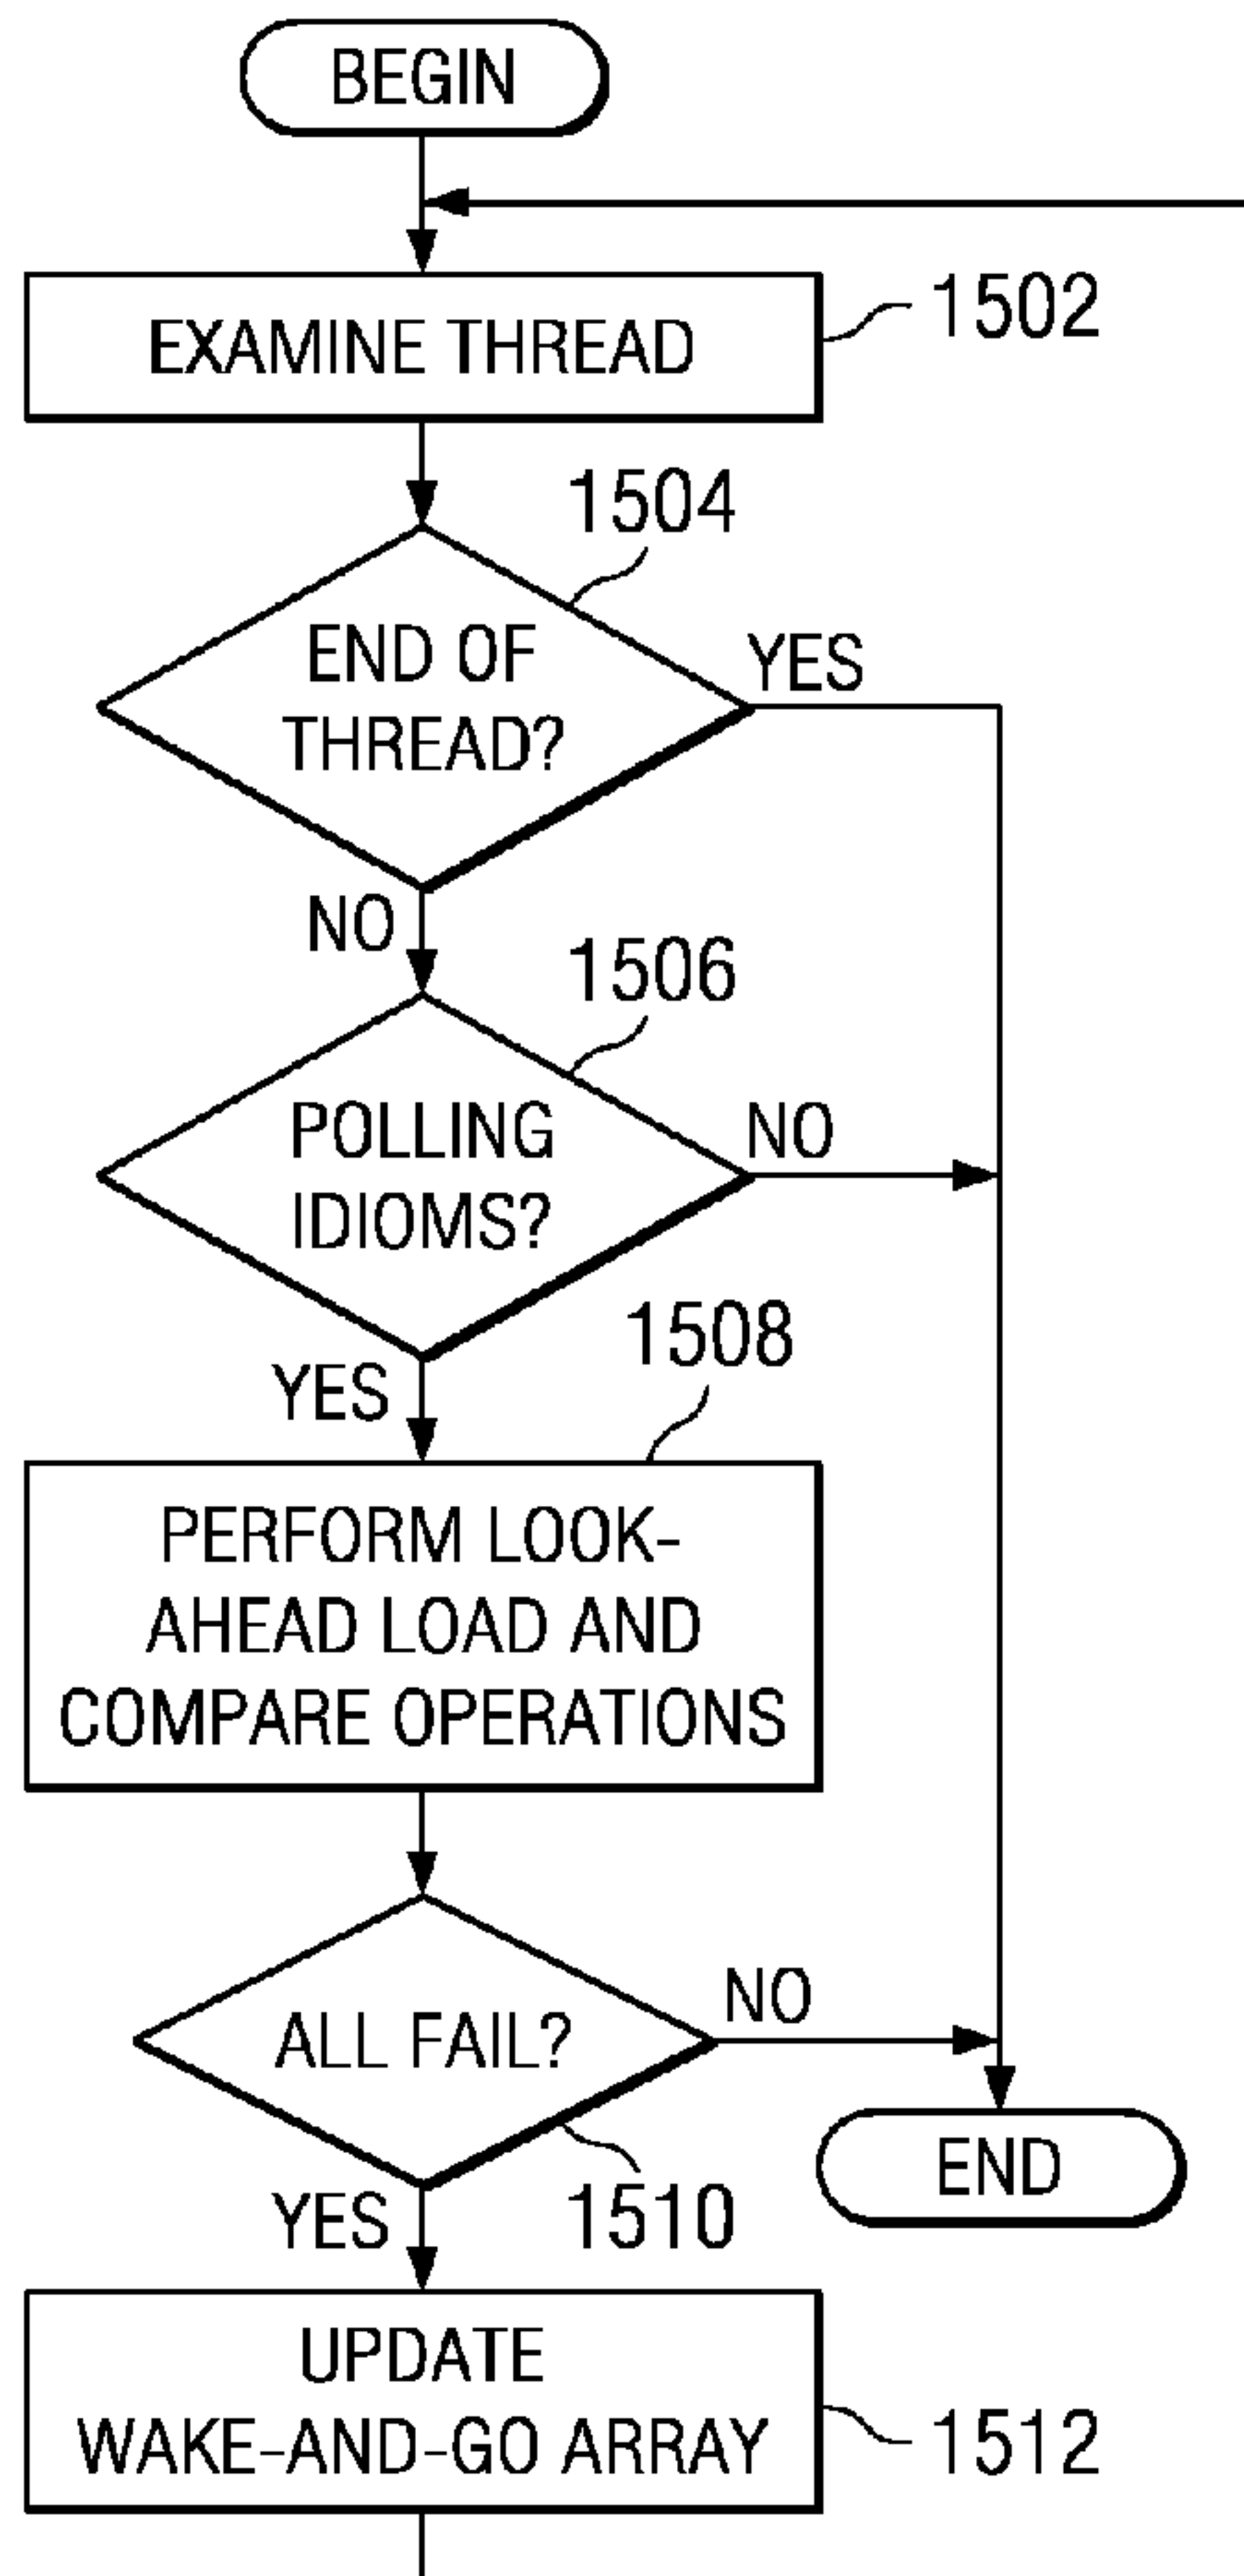 BEGIN
EXAMINE THREAD
1502
1504
END OF
THREAD?
YES
NO
1506
POLLING
IDIOMS?
NO
YES
1508
PERFORM LOOK-
AHEAD LOAD AND
COMPARE OPERATIONS
ALL FAIL?
NO
END
YES
1510
UPDATE
WAKE-AND-GO ARRAY
1512